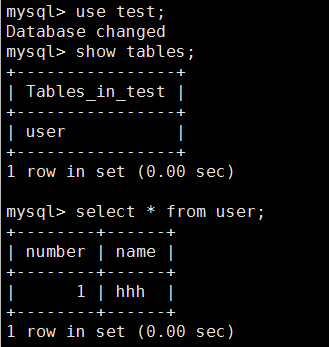 mysql> use test;
Database changed
mysql> show tables;
+----------------+
| Tables_in_test |
+----------------+
| user           |
+----------------+
1 row in set (0.00 sec)

mysql> select * from user;
+--------+------+
| number | name |
+--------+------+
|      1 | hhh  |
+--------+------+
1 row in set (0.00 sec)